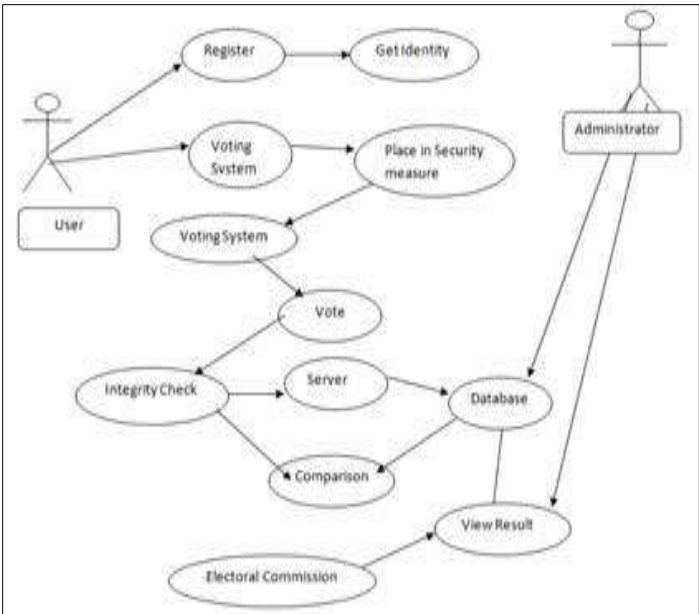 Register
Get Identity
Administrator
Voting
System
Place in Security
measure
User
Voting System
Vote
Integrity Check
Server
Database
Comparison
View Result
Electoral Commission